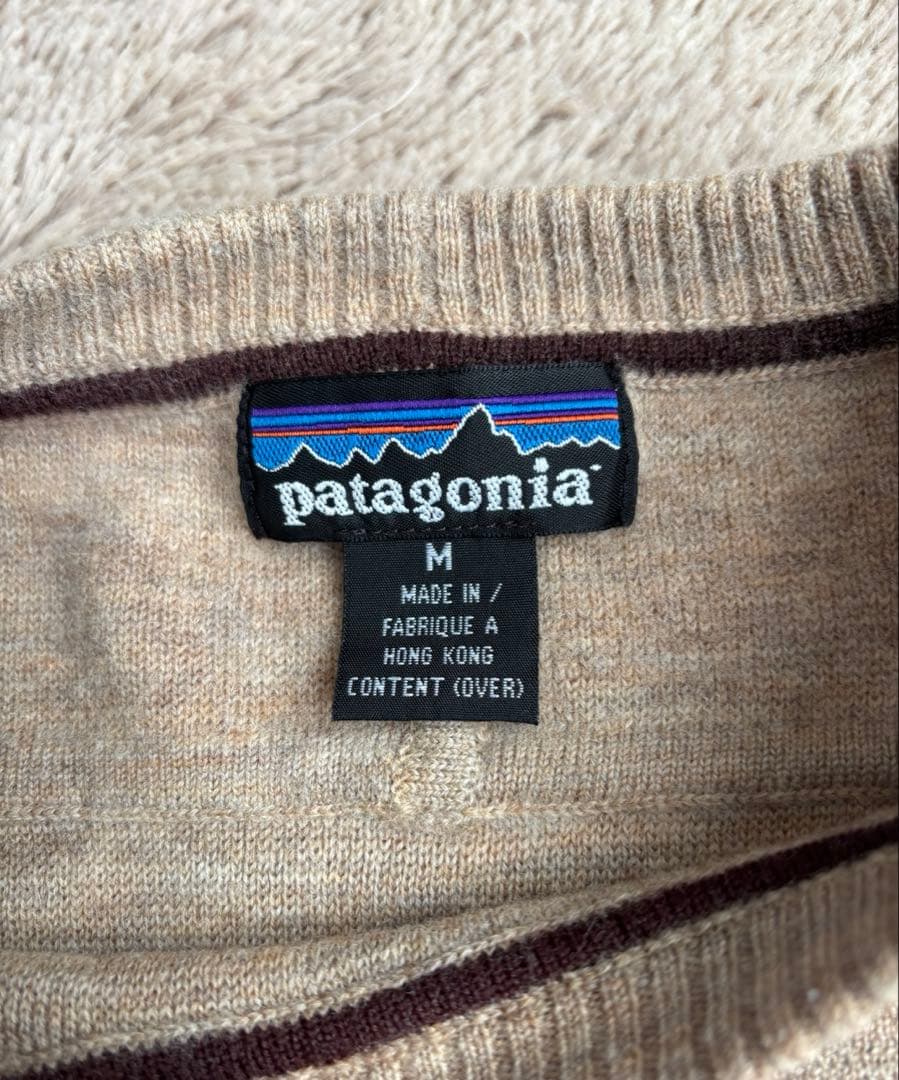 patagonia
M
MADE IN /
FABRIQUE A
HONG KONG
CONTENT (OVER)